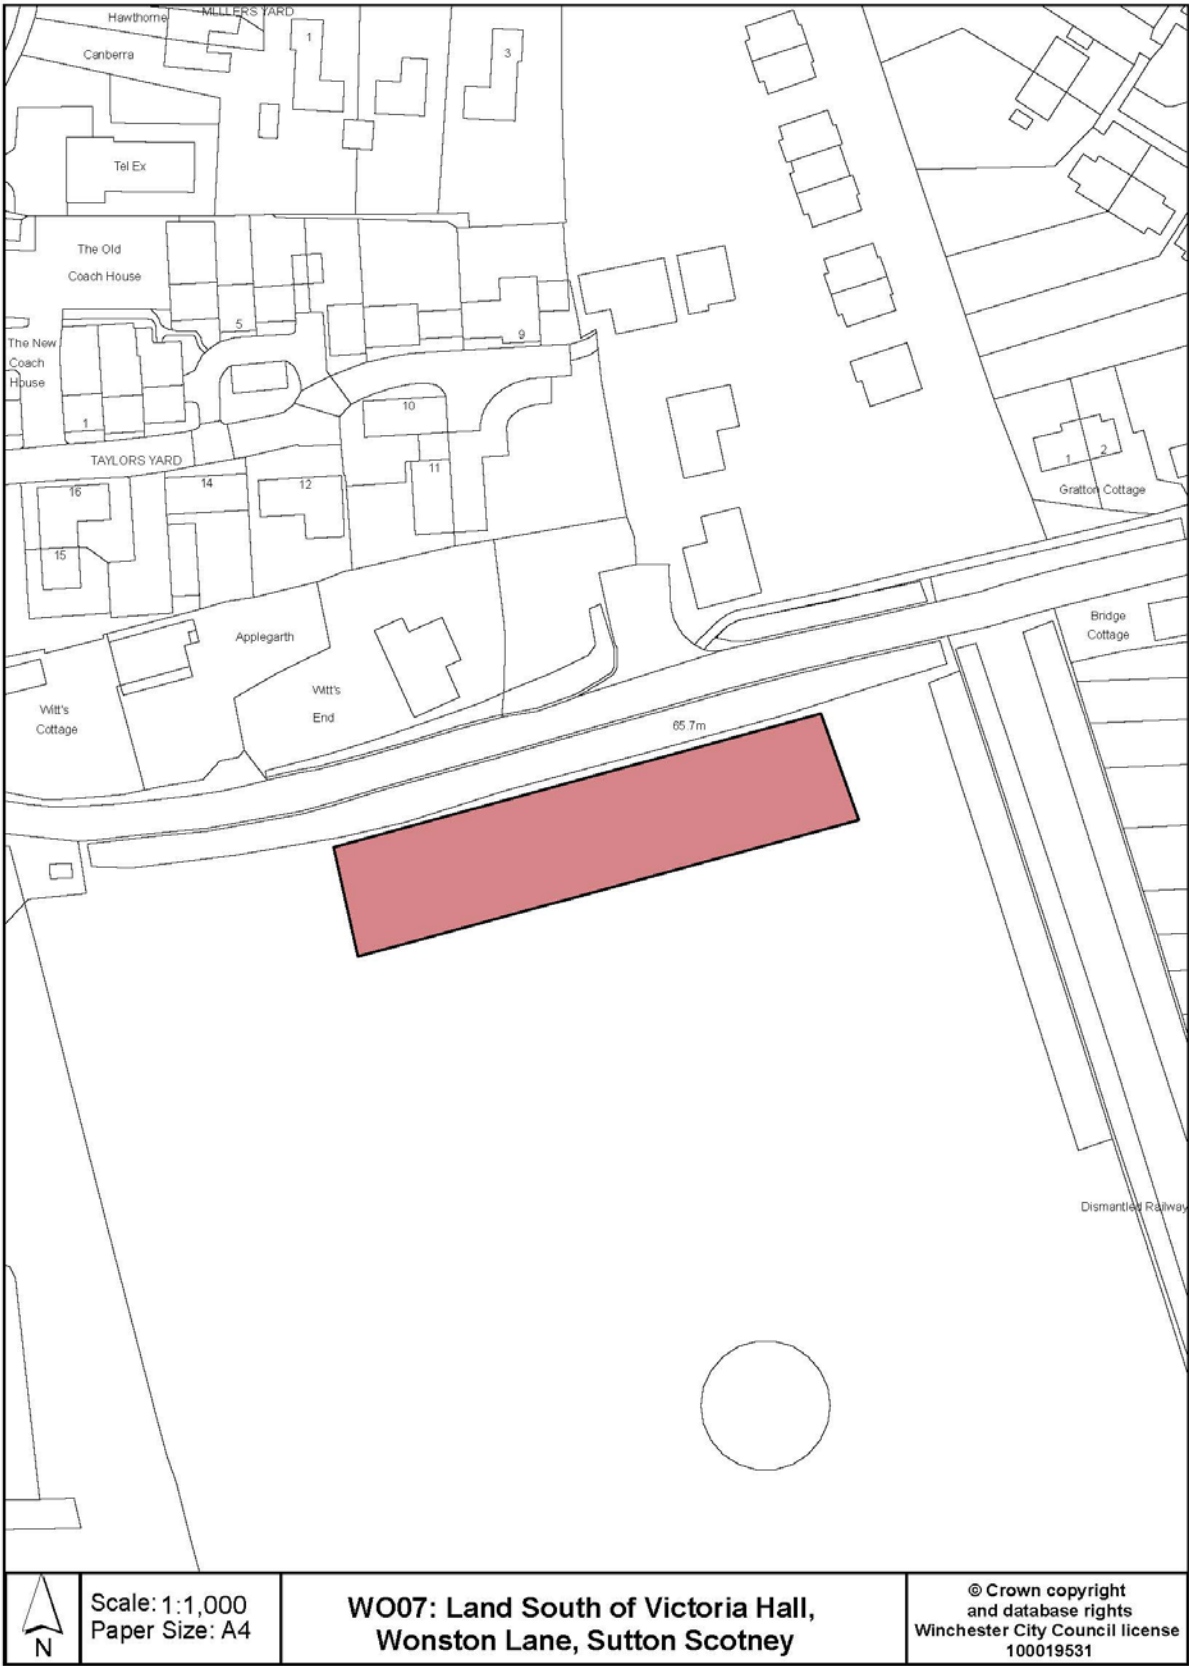 Hawthorne
MILLERS YARD
Canberra
1
3
Tel Ex
The Old
Coach House
5
9
The New
Coach
House
1
10
TAYLORS YARD
11
16
14
12
15
1
2
Gratton Cottage
Applegarth
Bridge
Cottage
Witt's
End
Witt's
Cottage
65.7m
Dismantled Railway
N
Scale: 1:1,000
Paper Size: A4
WO07: Land South of Victoria Hall,
Wonston Lane, Sutton Scotney
© Crown copyright
and database rights
Winchester City Council license
100019531